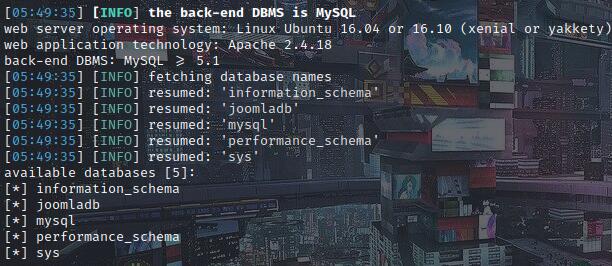 [05:49:35] [INFO] the back-end DBMS is MySQL
web server operating system: Linux Ubuntu 16.04 or 16.10 (xenial or yakkety)
web application technology: Apache 2.4.18
back-end DBMS: MySQL ≥ 5.1
[05:49:35] [INFO] fetching database names
[05:49:35] [INFO] resumed: 'information_schema'
[05:49:35] [INFO] resumed: 'joomladb'
[05:49:35] [INFO] resumed: 'mysql'
[05:49:35] [INFO] resumed: 'performance_schema'
[05:49:35] [INFO] resumed: 'sys'
available databases [5]:
[*] information_schema
[*] joomladb
[*] mysql
[*] performance_schema
[*] sys